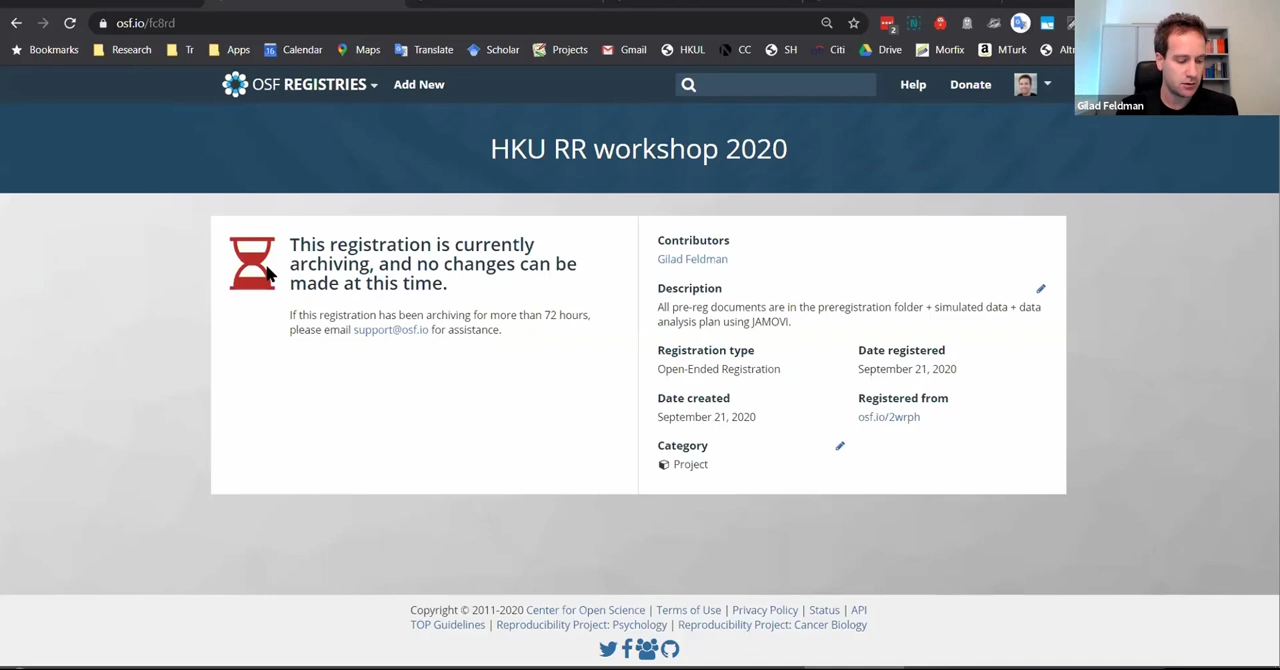 osf.io/fc8rd
2
Bookmarks Research Tr Apps 16 Calendar Maps Translate Scholar Projects Gmail HKUL CC SH Citi Drive Morfix a MTurk
Gilad Feldman
OSF REGISTRIES Add New Help Donate
HKU RR workshop 2020
This registration is currently
archiving, and no changes can be
made at this time.
If this registration has been archiving for more than 72 hours,
please email support@osf.io for assistance.
Contributors
Gilad Feldman
Description
All pre-reg documents are in the preregistration folder + simulated data + data
analysis plan using JAMOVI.
Registration type Date registered
Open-Ended Registration September 21, 2020
Date created Registered from
September 21, 2020 osf.io/2wrph
Category
Project
Copyright © 2011-2020 Center for Open Science | Terms of Use | Privacy Policy | Status | API
TOP Guidelines | Reproducibility Project: Psychology | Reproducibility Project: Cancer Biology